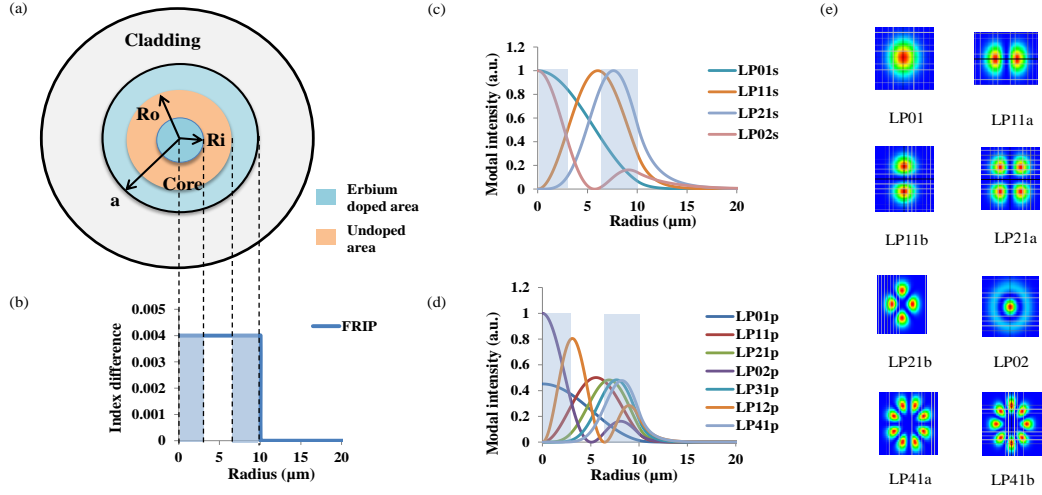 (a)
Cladding
Ro
Ri
Core
a
Erbium
doped area
Undoped
area
(b)
0.005
0.004
0.003
0.002
0.001
0
Index difference
FRIP
0 5 10 15 20
Radius (µm)
(c)
1.2
1
0.8
0.6
0.4
0.2
0
Modal intensity (a.u.)
LP01s
LP11s
LP21s
LP02s
0 5 10 15 20
Radius (µm)
(d)
1.2
1
0.8
0.6
0.4
0.2
0
Modal intensity (a.u.)
LP01p
LP11p
LP21p
LP02p
LP31p
LP12p
LP41p
0 5 10 15 20
Radius (µm)
(e)
LP01 LP11a
LP11b LP21a
LP21b LP02
LP41a LP41b